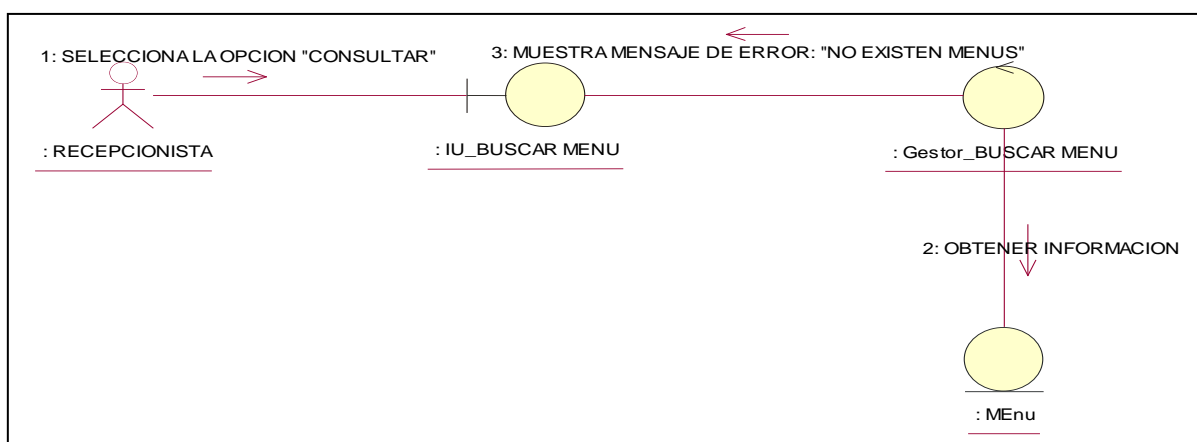 1: SELECCIONA LA OPCION "CONSULTAR"
3: MUESTRA MENSAJE DE ERROR: "NO EXISTEN MENUS"
: RECEPCIONISTA
: IU_BUSCAR MENU
: Gestor_BUSCAR MENU
2: OBTENER INFORMACION
: MEnu